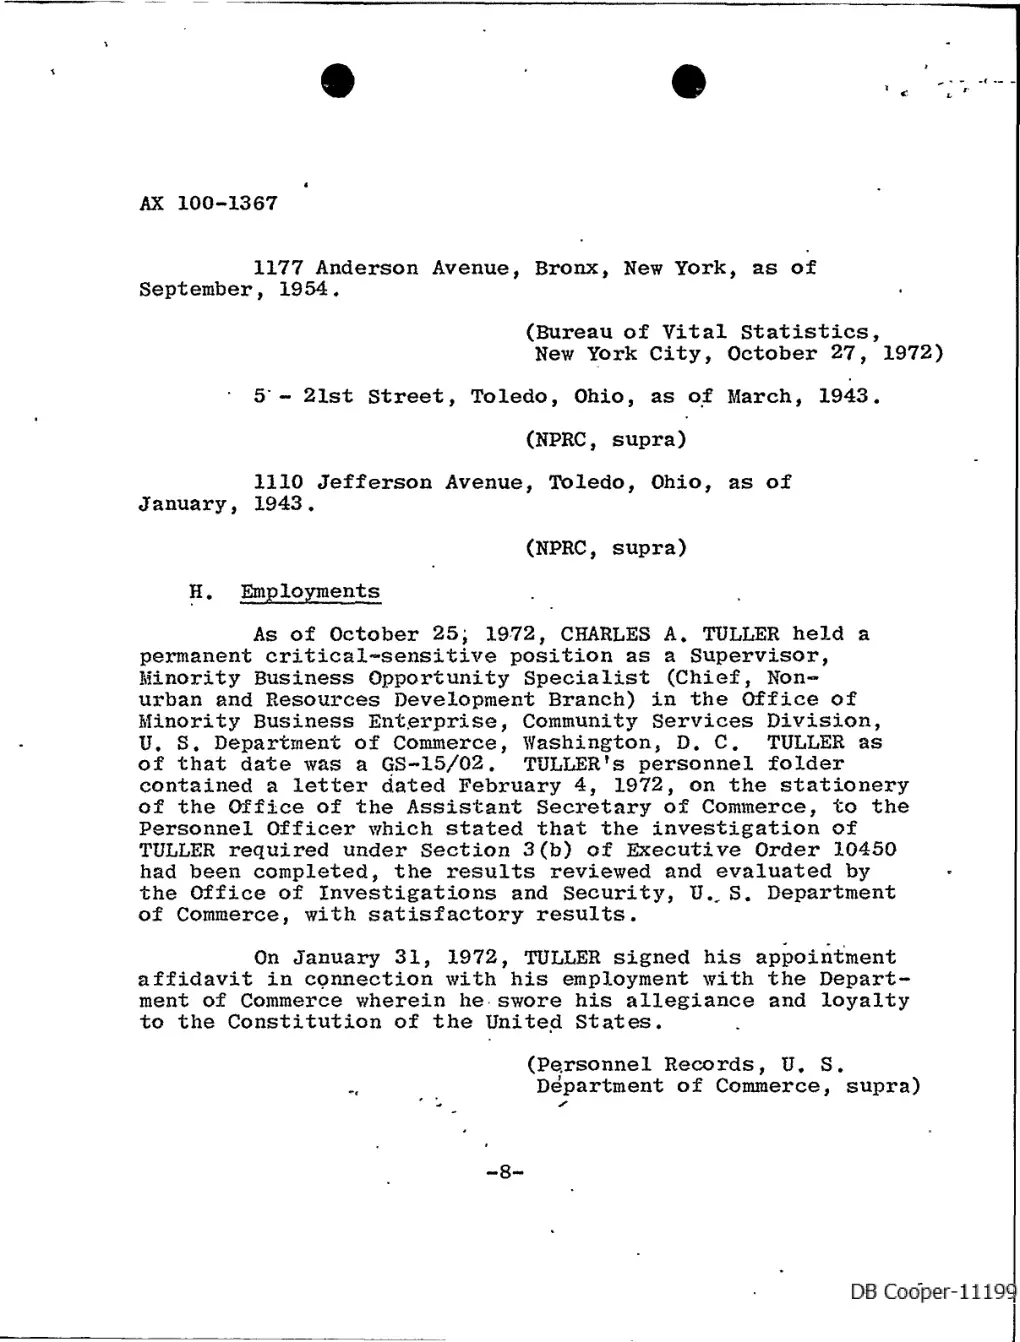 AX 100-1367
1177 Anderson Avenue, Bronx, New York, as of
September, 1954.
(Bureau of Vital Statistics,
New York City, October 27, 1972)
5 - 21st Street, Toledo, Ohio, as of March, 1943.
(NPRC, supra)
1110 Jefferson Avenue, Toledo, Ohio, as of
January, 1943.
(NPRC, supra)
H. Employments
As of October 25, 1972, CHARLES A. TULLER held a
permanent critical-sensitive position as a Supervisor,
Minority Business Opportunity Specialist (Chief, Non-
urban and Resources Development Branch) in the Office of
Minority Business Enterprise, Community Services Division,
U. S. Department of Commerce, Washington, D. C. TULLER as
of that date was a GS-15/02. TULLER's personnel folder
contained a letter dated February 4, 1972, on the stationery
of the Office of the Assistant Secretary of Commerce, to the
Personnel Officer which stated that the investigation of
TULLER required under Section 3(b) of Executive Order 10450
had been completed, the results reviewed and evaluated by
the Office of Investigations and Security, U. S. Department
of Commerce, with satisfactory results.
On January 31, 1972, TULLER signed his appointment
affidavit in connection with his employment with the Depart-
ment of Commerce wherein he swore his allegiance and loyalty
to the Constitution of the United States.
(Personnel Records, U. S.
Department of Commerce, supra)
-8-
DB Cooper-11199